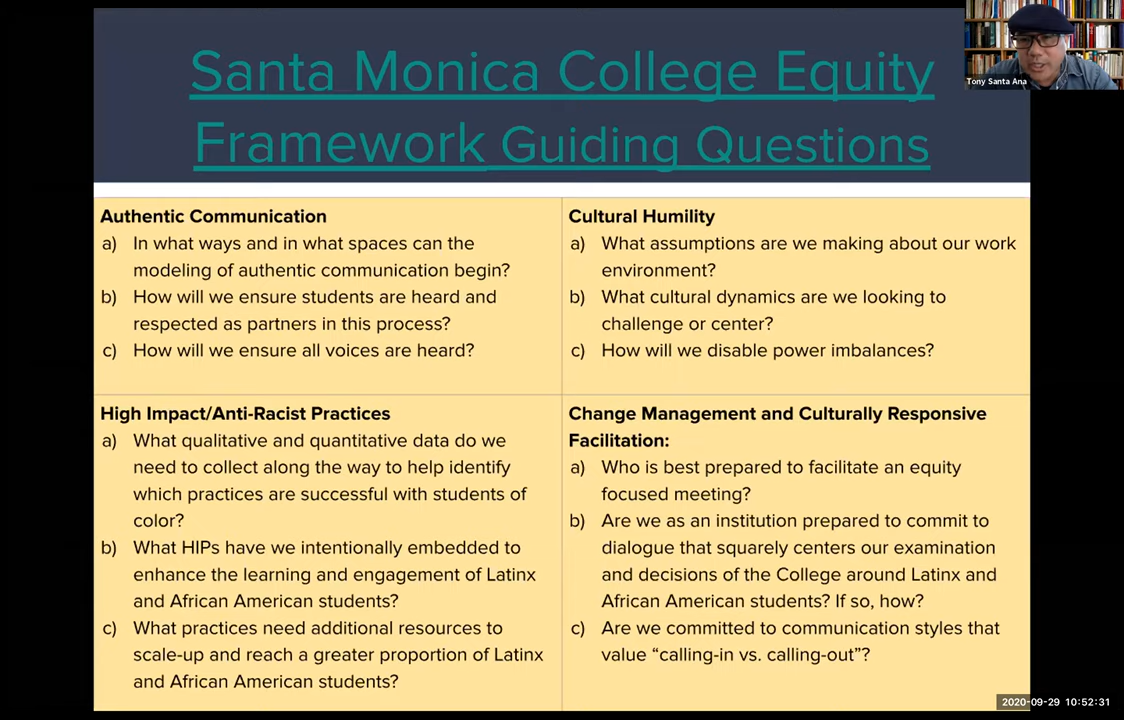 Santa Monica College Equity
Framework Guiding Questions
Tony Santa Ana
Authentic Communication
a) In what ways and in what spaces can the
modeling of authentic communication begin?
b) How will we ensure students are heard and
respected as partners in this process?
c) How will we ensure all voices are heard?
Cultural Humility
a) What assumptions are we making about our work
environment?
b) What cultural dynamics are we looking to
challenge or center?
c) How will we disable power imbalances?
High Impact/Anti-Racist Practices
a) What qualitative and quantitative data do we
need to collect along the way to help identify
which practices are successful with students of
color?
b) What HIPs have we intentionally embedded to
enhance the learning and engagement of Latinx
and African American students?
c) What practices need additional resources to
scale-up and reach a greater proportion of Latinx
and African American students?
Change Management and Culturally Responsive
Facilitation:
a) Who is best prepared to facilitate an equity
focused meeting?
b) Are we as an institution prepared to commit to
dialogue that squarely centers our examination
and decisions of the College around Latinx and
African American students? If so, how?
c) Are we committed to communication styles that
value “calling-in vs. calling-out”?
2020-09-29 10:52:31